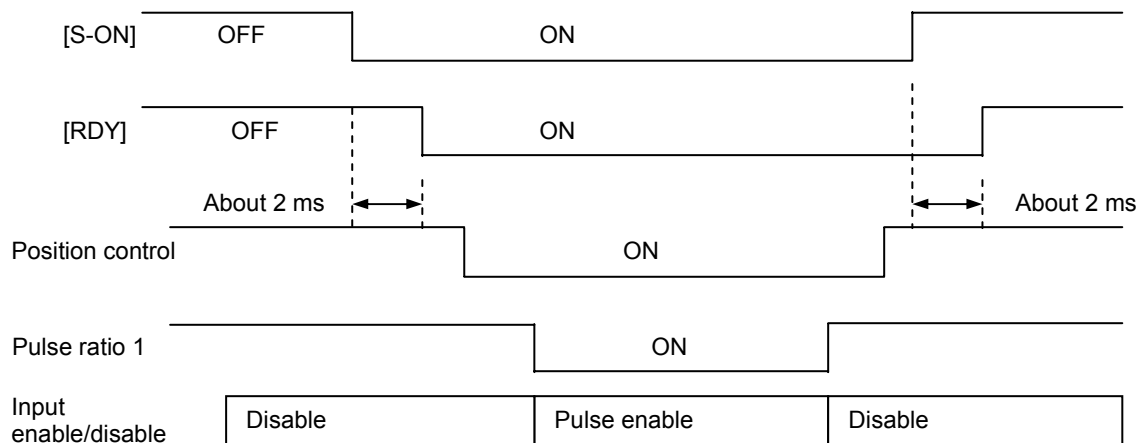 [S-ON] OFF ON
[RDY] OFF ON
About 2 ms About 2 ms
Position control ON
Pulse ratio 1 ON
Input
enable/disable Disable Pulse enable Disable